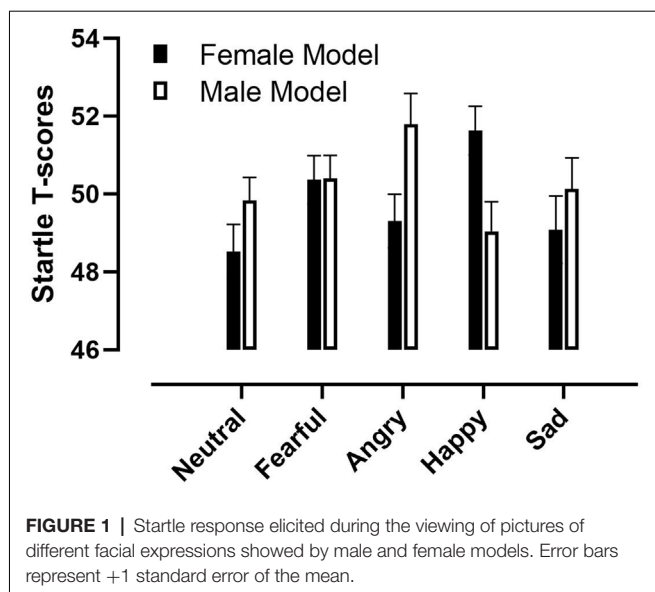 54
52
50
48
46
Startle T-scores
Female Model
Male Model
Neutral
Fearful
Angry
Happy
Sad
FIGURE 1 | Startle response elicited during the viewing of pictures of
different facial expressions showed by male and female models. Error bars
represent +1 standard error of the mean.